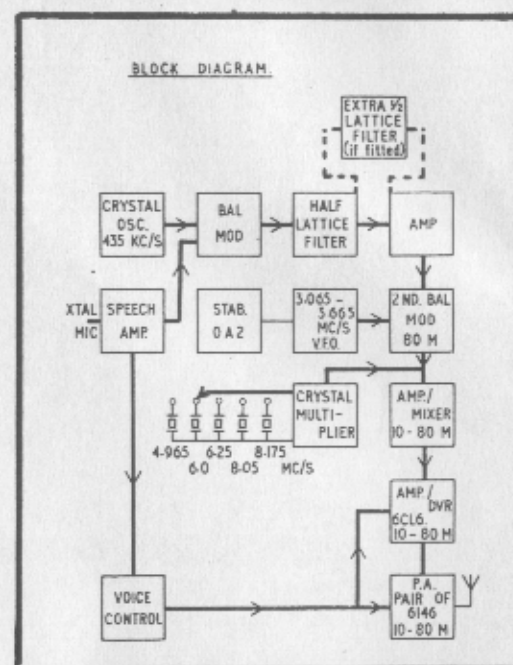 BLOCK DIAGRAM.
EXTRA ½
LATTICE
FILTER
(if fitted)
CRYSTAL
OSC.
435 KC/S
BAL
MOD
HALF
LATTICE
FILTER
AMP
XTAL
MIC
SPEECH
AMP.
STAB.
OA2
3·065 –
3·665
MC/S
V.F.O.
2ND. BAL
MOD
80 M
CRYSTAL
MULTI-
PLIER
AMP./
MIXER
10-80 M
4·965 6·25 8·175
6·0 8·05 MC/S
AMP./
DVR
6CL6.
10-80 M
VOICE
CONTROL
P.A.
PAIR OF
6146
10-80 M